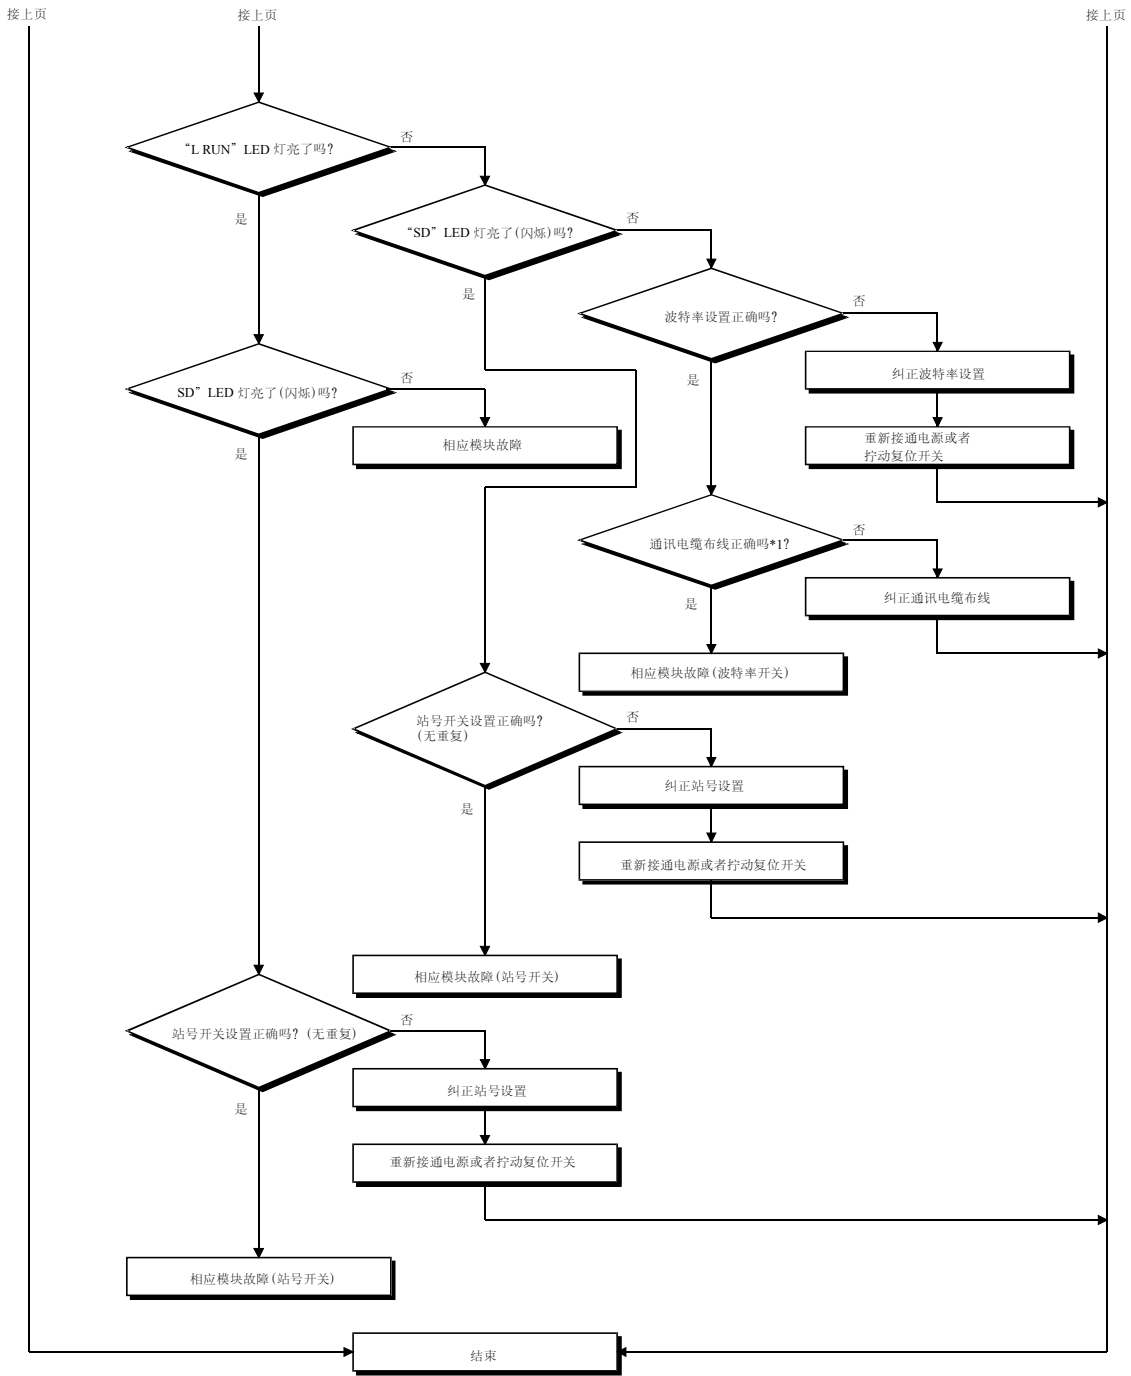 接上页
接上页
接上页
“L RUN”LED 灯亮了吗?
否
是
“SD”LED 灯亮了(闪烁)吗?
否
是
波特率设置正确吗?
否
是
纠正波特率设置
SD”LED 灯亮了(闪烁)吗?
否
是
相应模块故障
重新接通电源或者
拧动复位开关
通讯电缆布线正确吗*1?
否
是
纠正通讯电缆布线
相应模块故障(波特率开关)
站号开关设置正确吗?
(无重复)
否
是
纠正站号设置
重新接通电源或者拧动复位开关
相应模块故障(站号开关)
站号开关设置正确吗? (无重复)
否
是
纠正站号设置
重新接通电源或者拧动复位开关
相应模块故障(站号开关)
结束